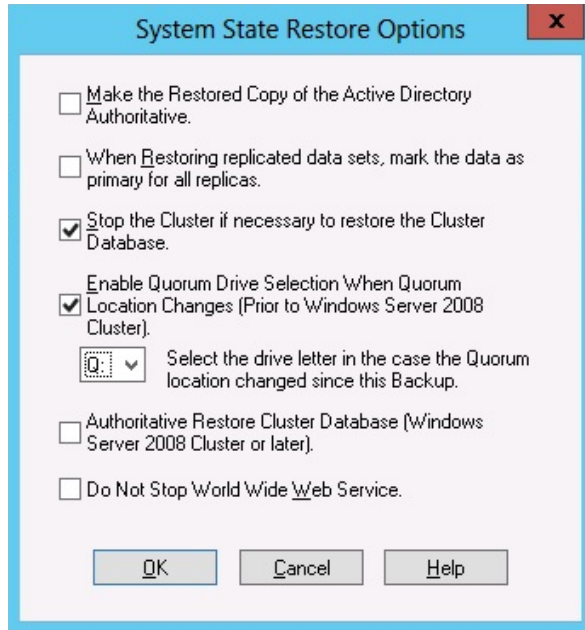 System State Restore Options
x
Make the Restored Copy of the Active Directory
Authoritative.
When Restoring replicated data sets, mark the data as
primary for all replicas.
Stop the Cluster if necessary to restore the Cluster
Database.
Enable Quorum Drive Selection When Quorum
Location Changes (Prior to Windows Server 2008
Cluster).
Q: Select the drive letter in the case the Quorum
location changed since this Backup.
Authoritative Restore Cluster Database (Windows
Server 2008 Cluster or later).
Do Not Stop World Wide Web Service.
OK Cancel Help